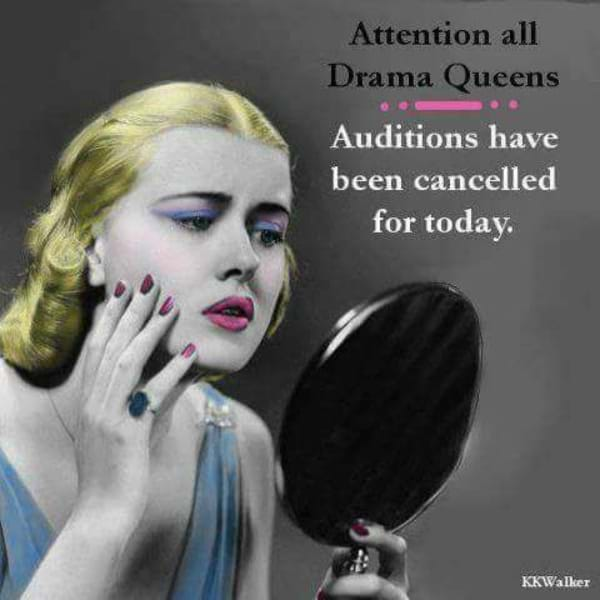 Attention all
Drama Queens
Auditions have
been cancelled
for today.
KKWalker